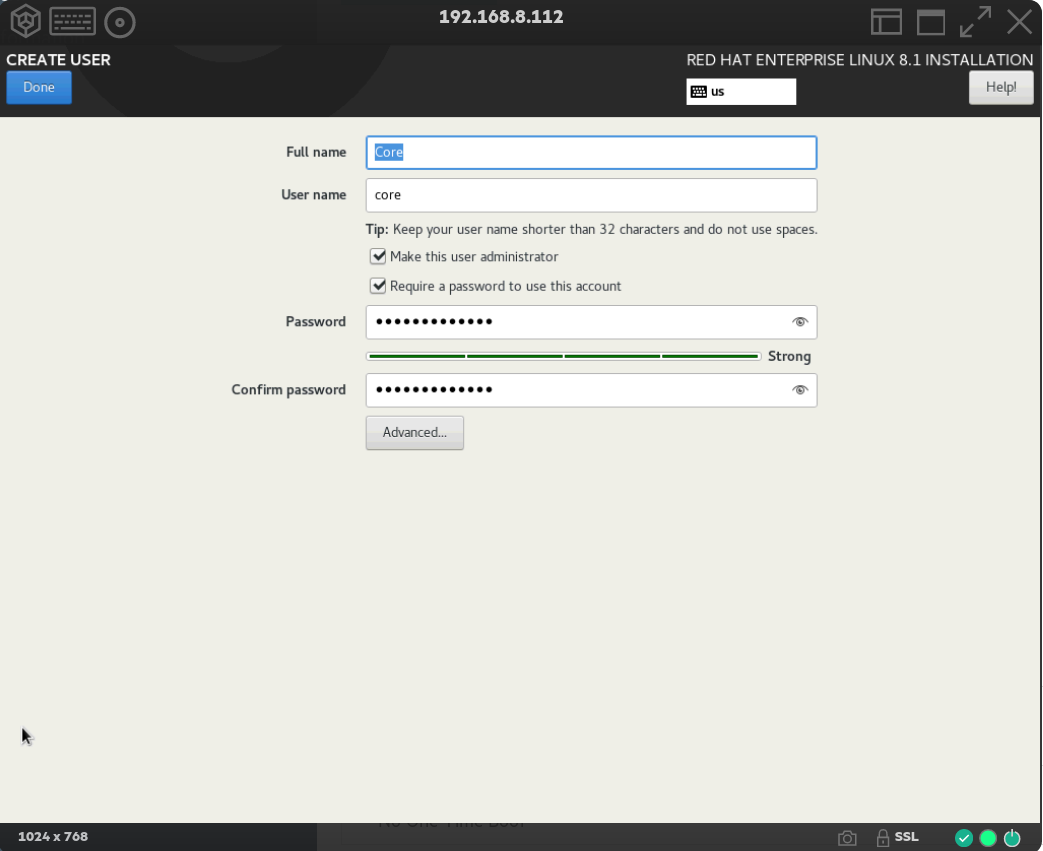 192.168.8.112
CREATE USER
RED HAT ENTERPRISE LINUX 8.1 INSTALLATION
Done
us
Help!
Full name
Core
User name
core
Tip: Keep your user name shorter than 32 characters and do not use spaces.
Make this user administrator
Require a password to use this account
Password
•••••••••••••
Strong
Confirm password
•••••••••••••
Advanced...
1024 x 768
SSL